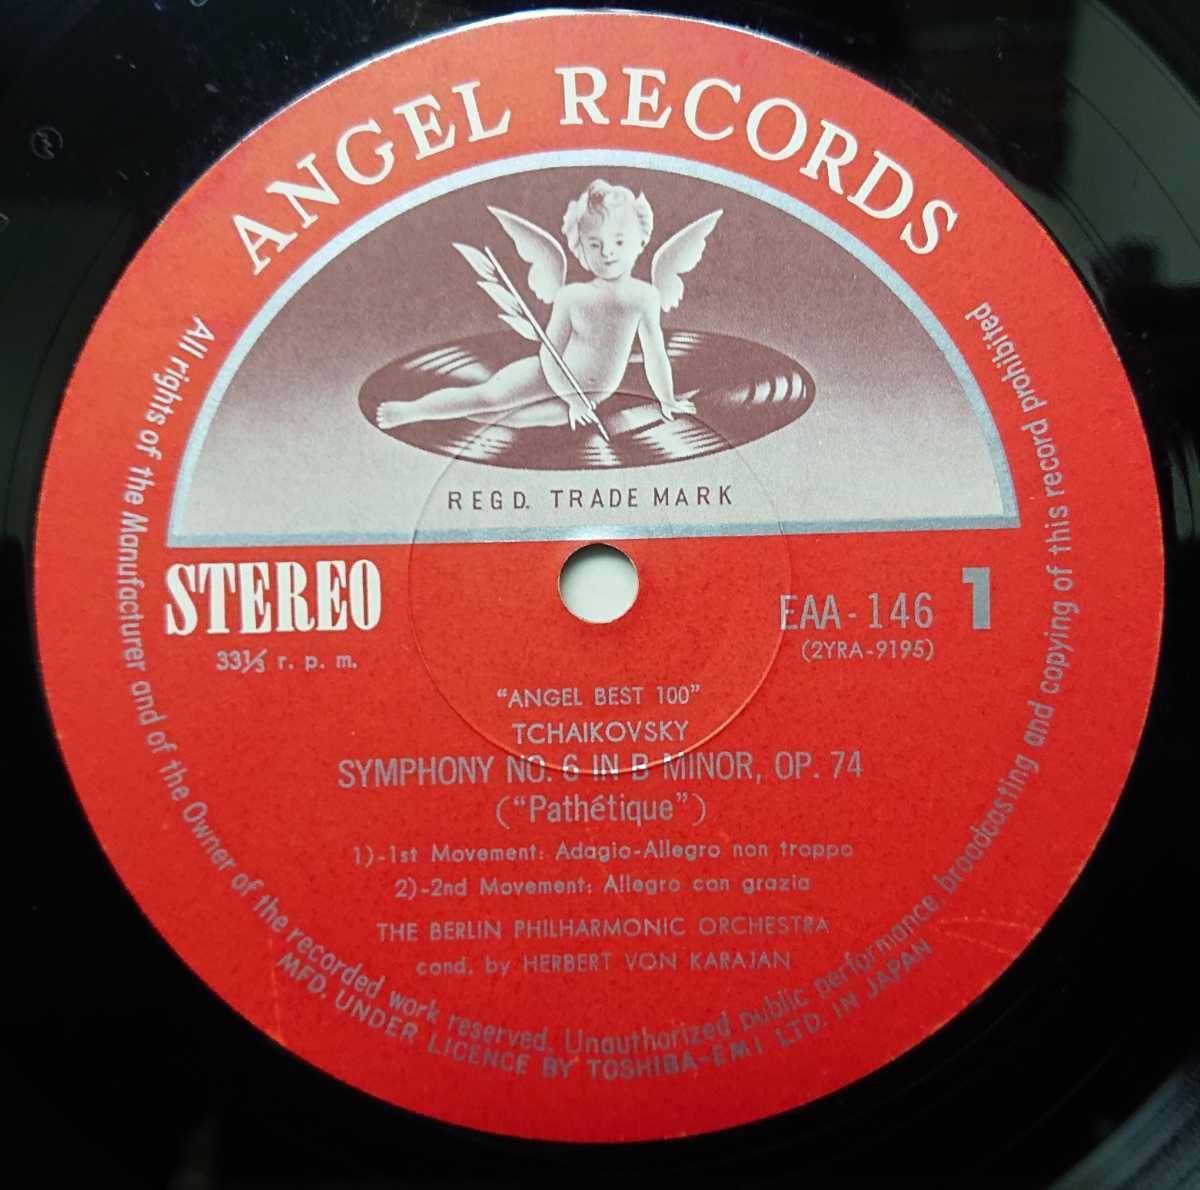 ANGEL RECORDS
REGD. TRADE MARK
STEREO
33⅓ r. p. m.
EAA-146 1
(2YRA-9195)
"ANGEL BEST 100"
TCHAIKOVSKY
SYMPHONY NO. 6 IN B MINOR, OP. 74
("Pathétique")
1)-1st Movement: Adagio-Allegro non troppo
2)-2nd Movement: Allegro con grazia
THE BERLIN PHILHARMONIC ORCHESTRA
cond. by HERBERT VON KARAJAN
All rights of the Manufacturer and of the Owner of the recorded work reserved. Unauthorized public performance, broadcasting and copying of this record prohibited
MFD. UNDER LICENCE BY TOSHIBA-EMI LTD. IN JAPAN